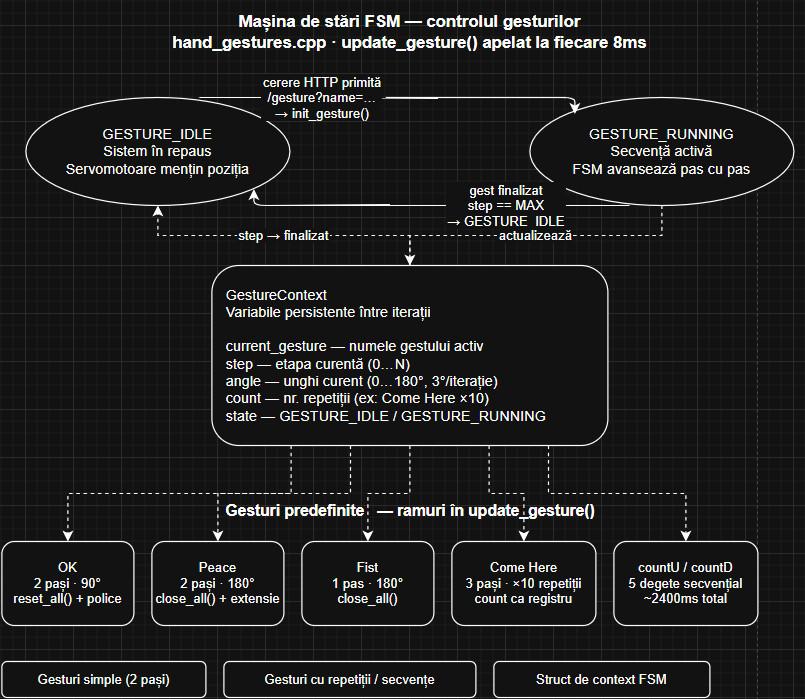 Mașina de stări FSM — controlul gesturilor
hand_gestures.cpp · update_gesture() apelat la fiecare 8ms
cerere HTTP primită
/gesture?name=...
→ init_gesture()
GESTURE_IDLE
Sistem în repaus
Servomotoare mențin poziția
GESTURE_RUNNING
Secvență activă
FSM avansează pas cu pas
gest finalizat
step == MAX
→ GESTURE_IDLE
step → finalizat
actualizează
GestureContext
Variabile persistente între iterații
current_gesture — numele gestului activ
step — etapa curentă (0...N)
angle — unghi curent (0...180°, 3°/iterație)
count — nr. repetiții (ex: Come Here ×10)
state — GESTURE_IDLE / GESTURE_RUNNING
Gesturi predefinite — ramuri în update_gesture()
OK
2 pași · 90°
reset_all() + police
Peace
2 pași · 180°
close_all() + extensie
Fist
1 pas · 180°
close_all()
Come Here
3 pași · ×10 repetiții
count ca registru
countU / countD
5 degete secvențial
~2400ms total
Gesturi simple (2 pași)
Gesturi cu repetiții / secvențe
Struct de context FSM